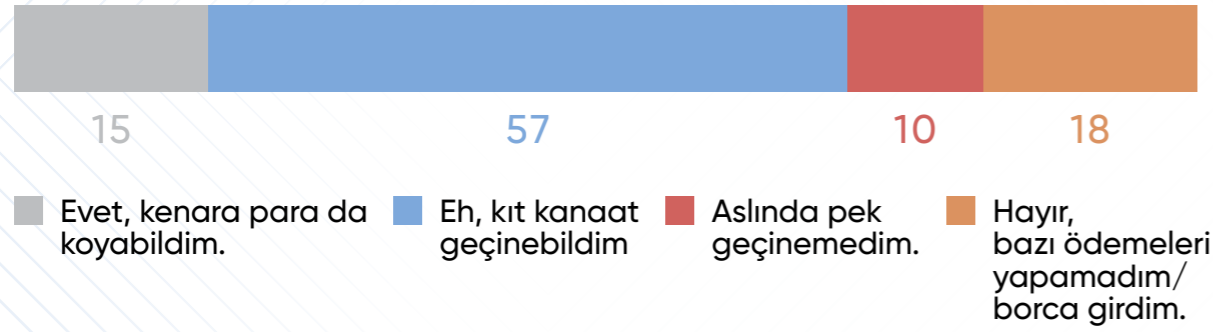 15 57 10 18
Evet, kenara para da
koyabildim.
Eh, kıt kanaat
geçinebildim
Aslında pek
geçinemedim.
Hayır,
bazı ödemeleri
yapamadım/
borca girdim.